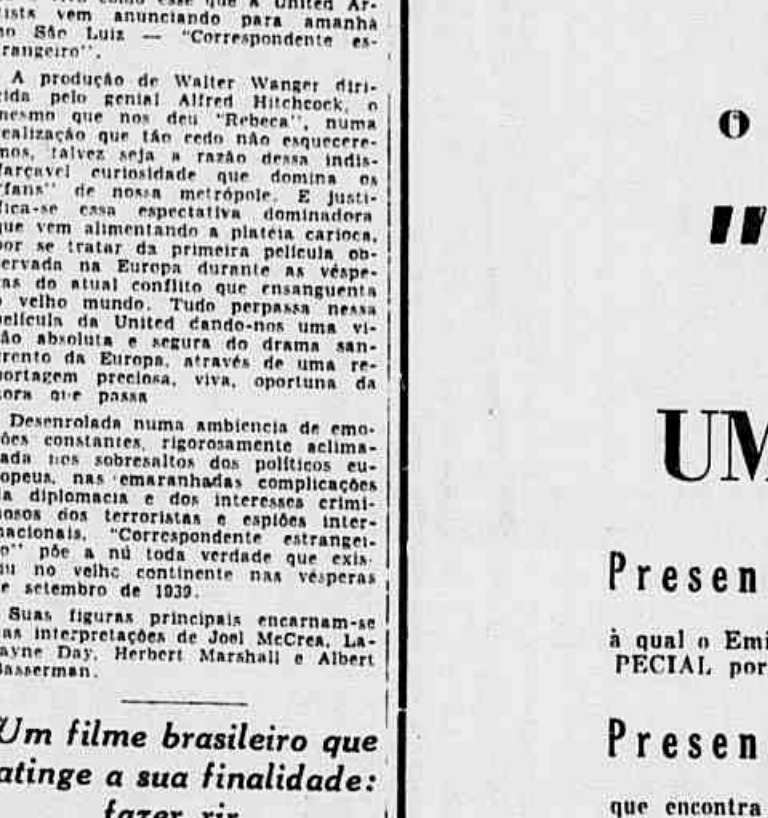 vivo como esse que a United Ar-
tists vem anunciando para amanhã
no São Luiz — "Correspondente es-
trangeiro".
A produção de Walter Wanger diri-
gida pelo genial Alfred Hitchcock, o
mesmo que nos deu "Rebeca", numa
realização que tão cedo não esquecere-
mos, talvez seja a razão dessa indis-
farçavel curiosidade que domina os
"fans" de nossa metrópole. E justi-
fica-se essa espectativa dominadora
que vem alimentando a platéia carioca,
por se tratar da primeira pelicula ob-
servada na Europa durante as véspe-
ras do atual conflito que ensanguenta
o velho mundo. Tudo perpassa nessa
pelicula da United dando-nos uma vi-
são absoluta e segura do drama san-
grento da Europa, através de uma re-
portagem preciosa, viva, oportuna da
hora que passa
Desenrolada numa ambiencia de emo-
ções constantes, rigorosamente aclima-
tada nos sobresaltos dos políticos eu-
ropeus, nas emaranhadas complicações
da diplomacia e dos interesses crimi-
nosos dos terroristas e espiões inter-
nacionais, "Correspondente estrangei-
ro" põe a nú toda verdade que exis-
tiu no velho continente nas vésperas
de setembro de 1939.
Suas figuras principais encarnam-se
nas interpretações de Joel McCrea, La-
rayne Day, Herbert Marshall e Albert
Basserman.
Um filme brasileiro que
atinge a sua finalidade:
fazer rir
o
"
UM
Presen
à qual o Emi
PECIAL por
Presen
que encontra